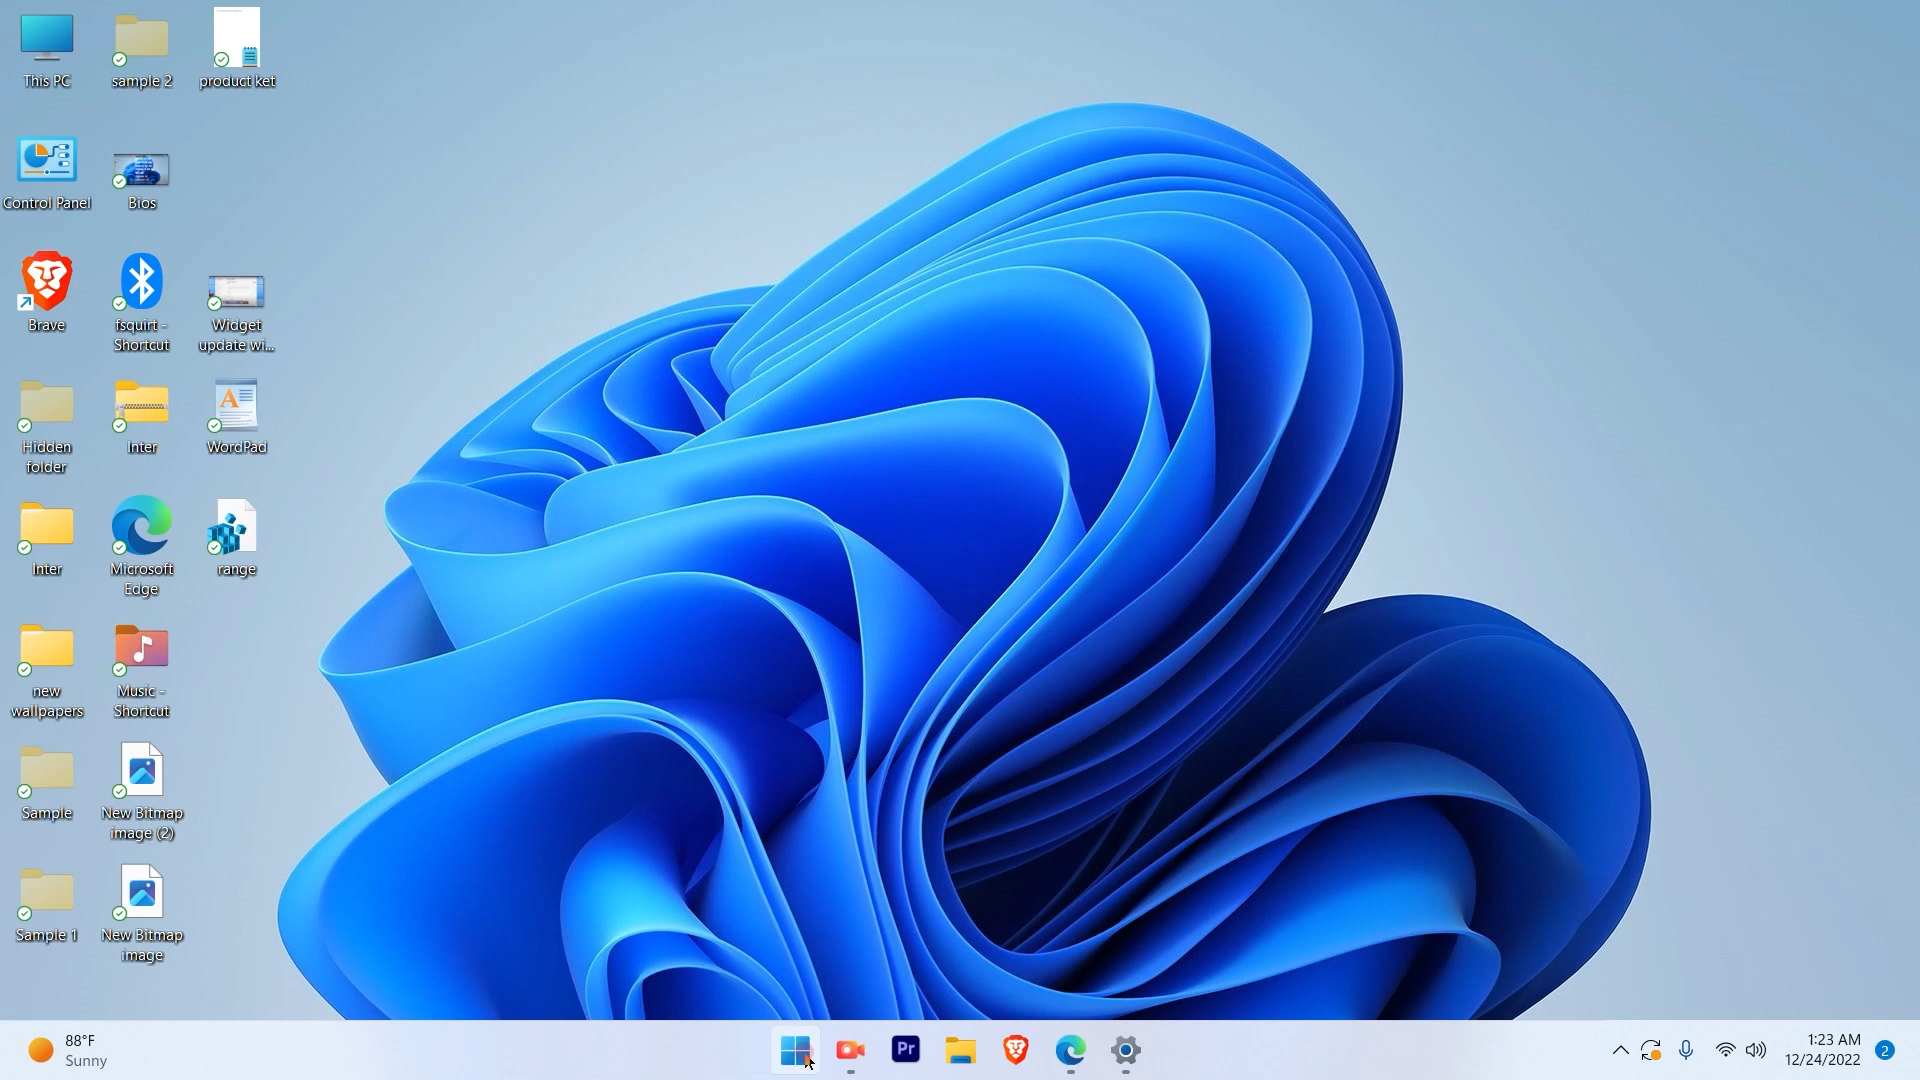 This PC
sample 2
product ket
Control Panel
Bios
Brave
fsquirt -
Shortcut
Widget
update wi...
Hidden
folder
Inter
WordPad
Inter
Microsoft
Edge
range
new
wallpapers
Music -
Shortcut
Sample
New Bitmap
image (2)
Sample 1
New Bitmap
image
88°F
Sunny
Pr
1:23 AM
12/24/2022
2